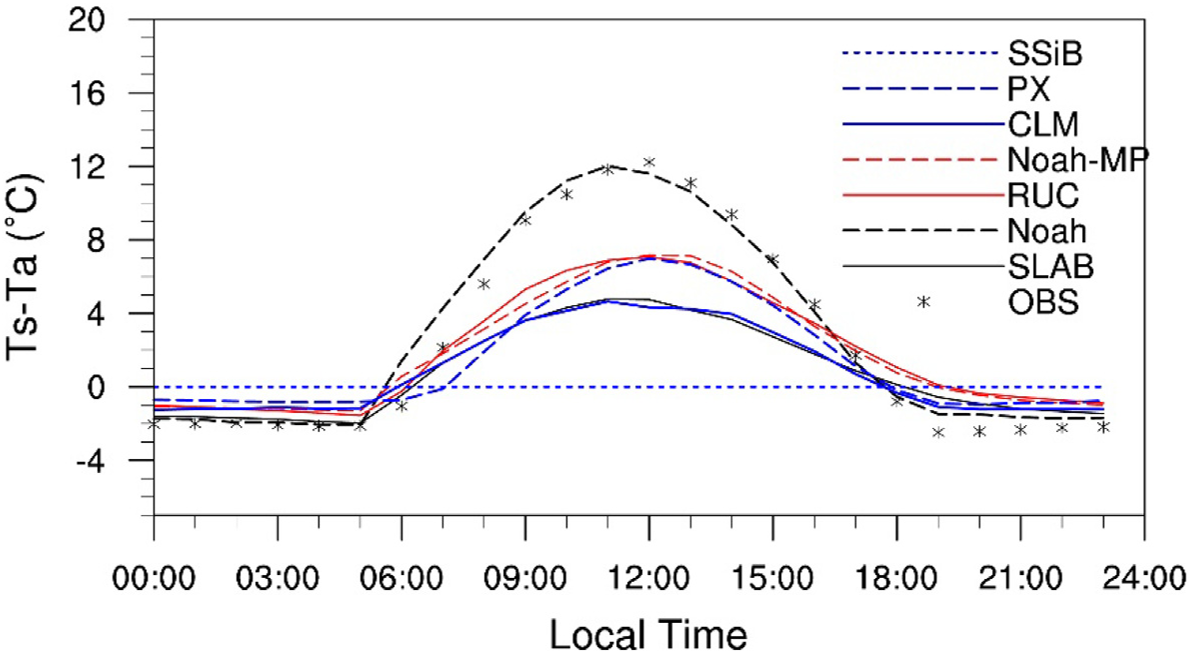 20
16
12
8
4
0
-4
Ts-Ta (°C)
SSiB
PX
CLM
Noah-MP
RUC
Noah
SLAB
OBS
00:00 03:00 06:00 09:00 12:00 15:00 18:00 21:00 24:00
Local Time